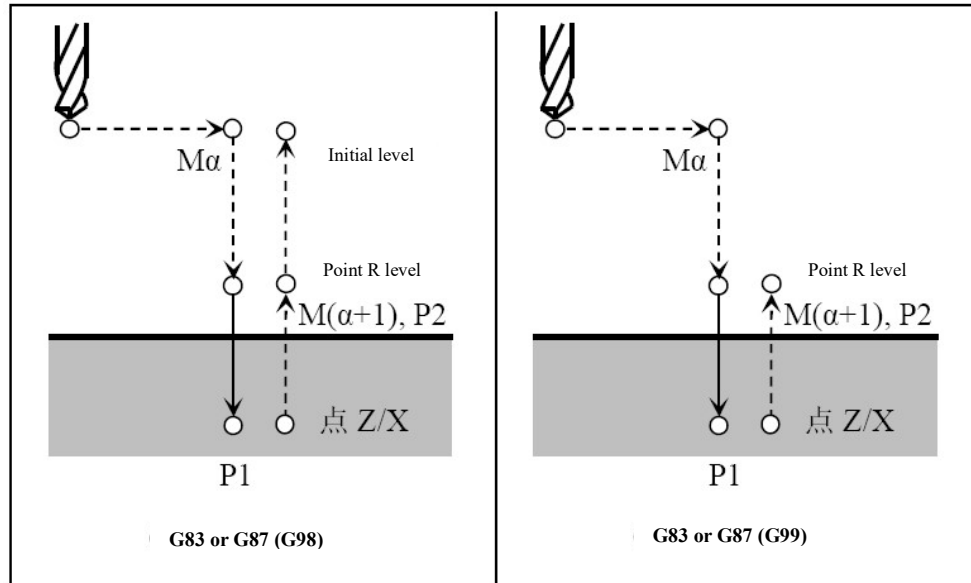 Mα
Initial level
Point R level
M(α+1), P2
点 Z/X
P1
G83 or G87 (G98)
Mα
Point R level
M(α+1), P2
点 Z/X
P1
G83 or G87 (G99)